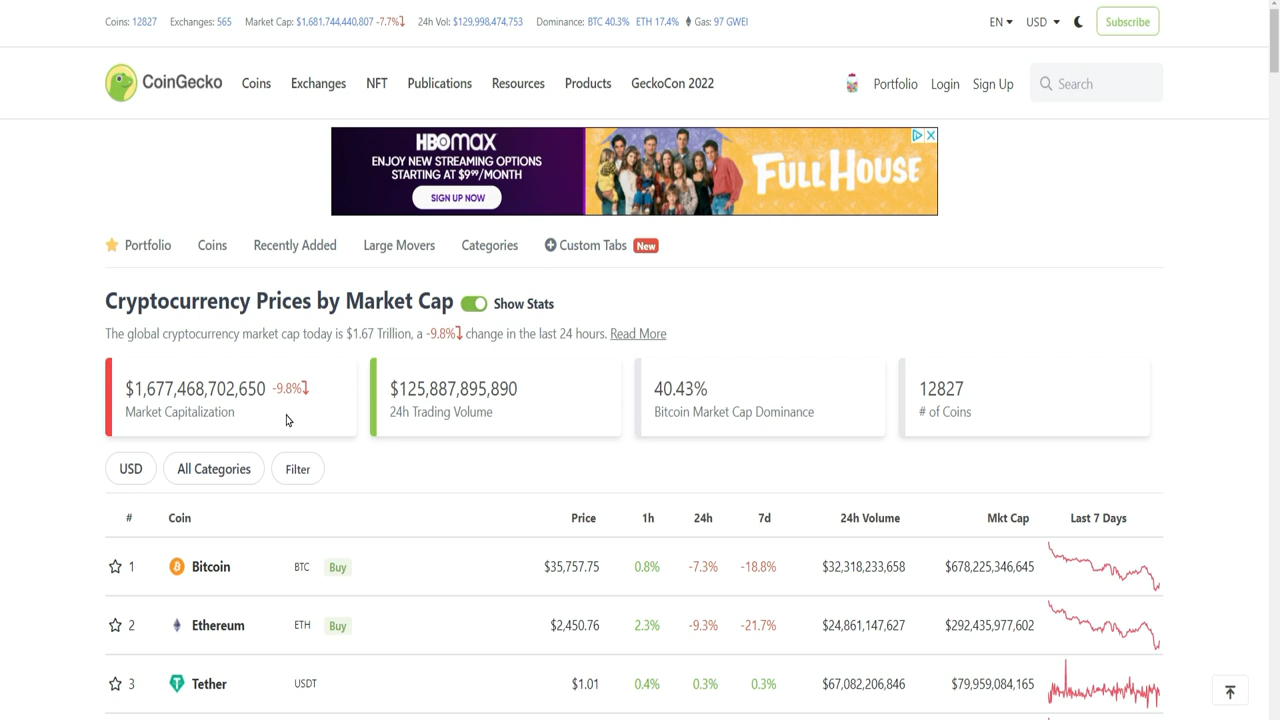 Coins: 12827 Exchanges: 565 Market Cap: $1,681,744,440,807 -7.7% 24h Vol: $129,998,474,753 Dominance: BTC 40.3% ETH 17.4% Gas: 97 GWEI EN USD Subscribe
CoinGecko Coins Exchanges NFT Publications Resources Products GeckoCon 2022 Portfolio Login Sign Up Search
HBOMAX
ENJOY NEW STREAMING OPTIONS
STARTING AT $9⁹⁹/MONTH
SIGN UP NOW
FULL HOUSE
Portfolio Coins Recently Added Large Movers Categories Custom Tabs New
Cryptocurrency Prices by Market Cap Show Stats
The global cryptocurrency market cap today is $1.67 Trillion, a -9.8% change in the last 24 hours. Read More
$1,677,468,702,650 -9.8% $125,887,895,890 40.43% 12827
Market Capitalization 24h Trading Volume Bitcoin Market Cap Dominance # of Coins
USD All Categories Filter
# Coin Price 1h 24h 7d 24h Volume Mkt Cap Last 7 Days
1 Bitcoin BTC Buy $35,757.75 0.8% -7.3% -18.8% $32,318,233,658 $678,225,346,645
2 Ethereum ETH Buy $2,450.76 2.3% -9.3% -21.7% $24,861,147,627 $292,435,977,602
3 Tether USDT $1.01 0.4% 0.3% 0.3% $67,082,206,846 $79,959,084,165